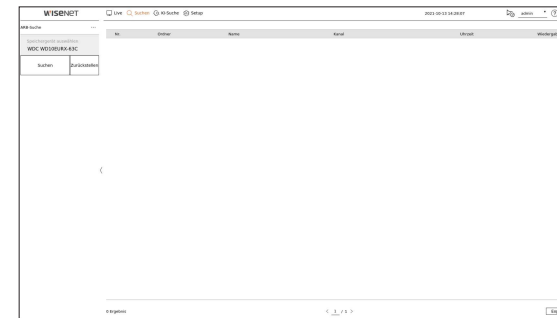 WISENET
Live Suchen KI-Suche Setup 2021-10-13 14:28:07 admin
ARB-Suche ...
Nr. Ordner Name Kanal Uhrzeit
Speichergerät auswählen
WDC WD10EURX-63C
Suchen Zurückstellen
0 Ergebnis < 1 / 1 >